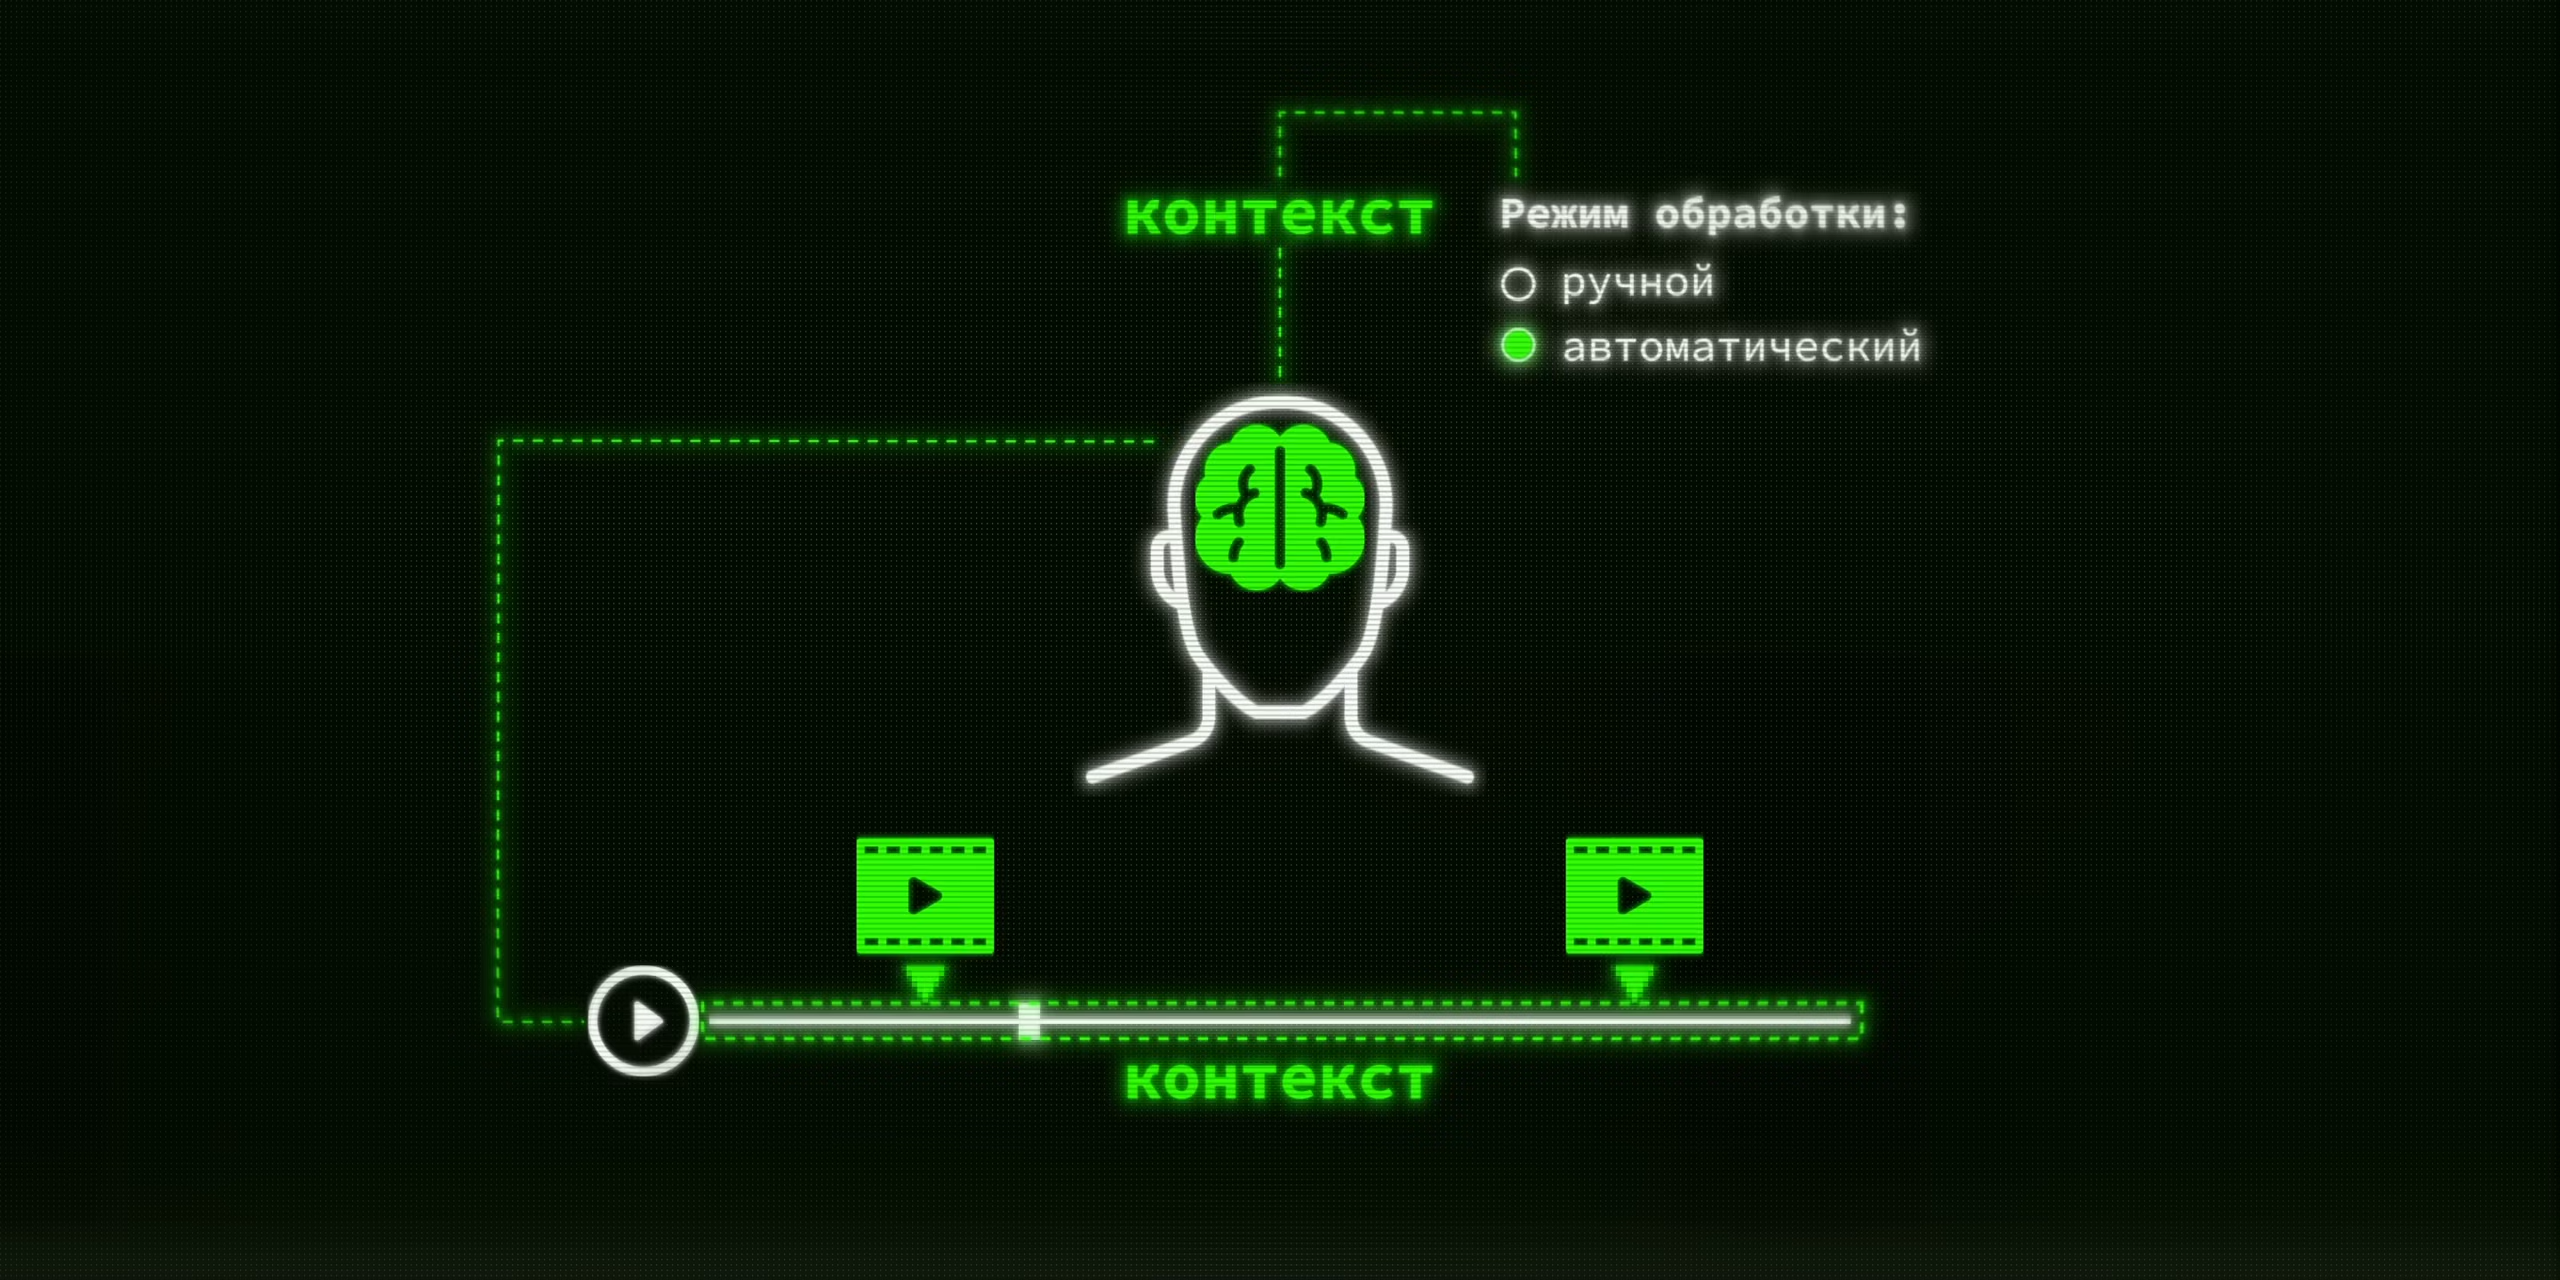 контекст
Режим обработки:
ручной
автоматический
контекст